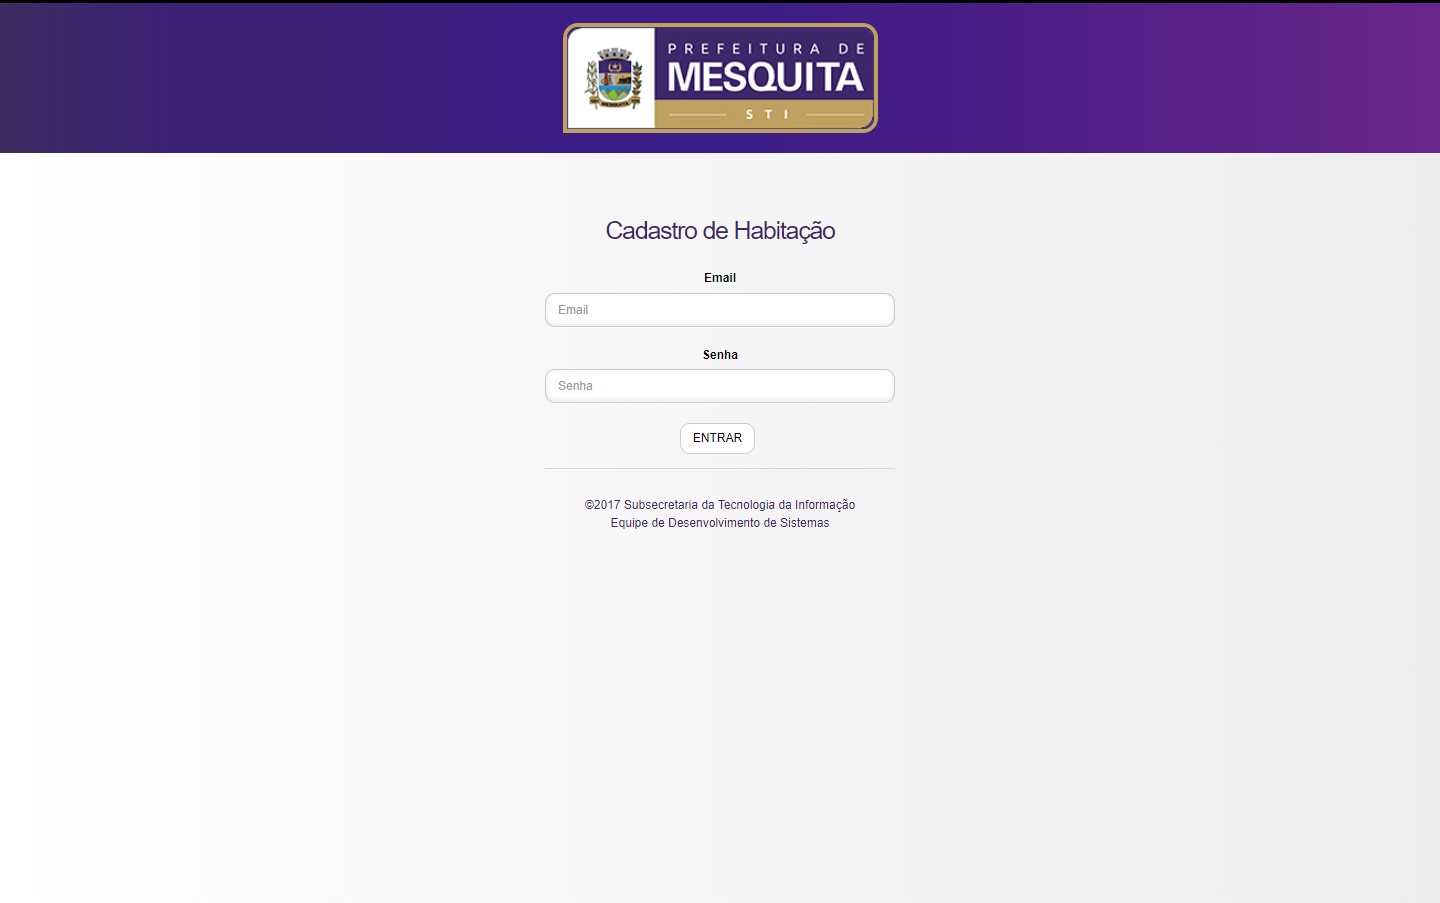 PREFEITURA DE
MESQUITA
STI
MESQUITA
Cadastro de Habitação
Email
Email
Senha
Senha
ENTRAR
©2017 Subsecretaria da Tecnologia da Informação
Equipe de Desenvolvimento de Sistemas